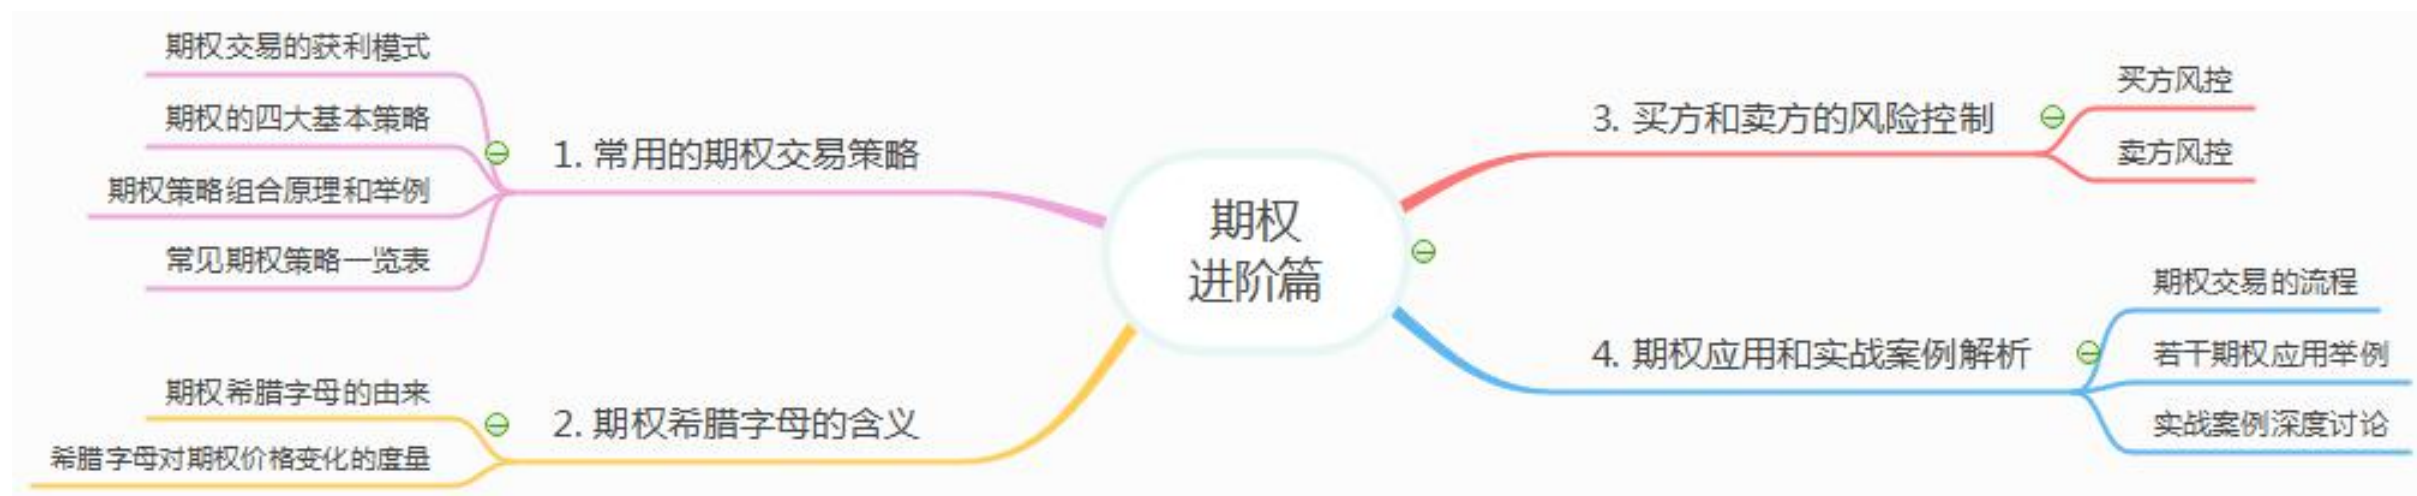 期权
进阶篇
1. 常用的期权交易策略
期权交易的获利模式
期权的四大基本策略
期权策略组合原理和举例
常见期权策略一览表
2. 期权希腊字母的含义
期权希腊字母的由来
希腊字母对期权价格变化的度量
3. 买方和卖方的风险控制
买方风控
卖方风控
4. 期权应用和实战案例解析
期权交易的流程
若干期权应用举例
实战案例深度讨论